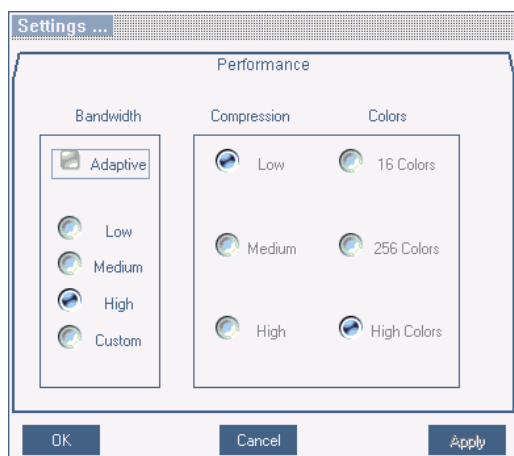 Settings ...
Performance
Bandwidth Compression Colors
Adaptive Low 16 Colors
Low
Medium 256 Colors
Medium
High
High High Colors
Custom
OK Cancel Apply